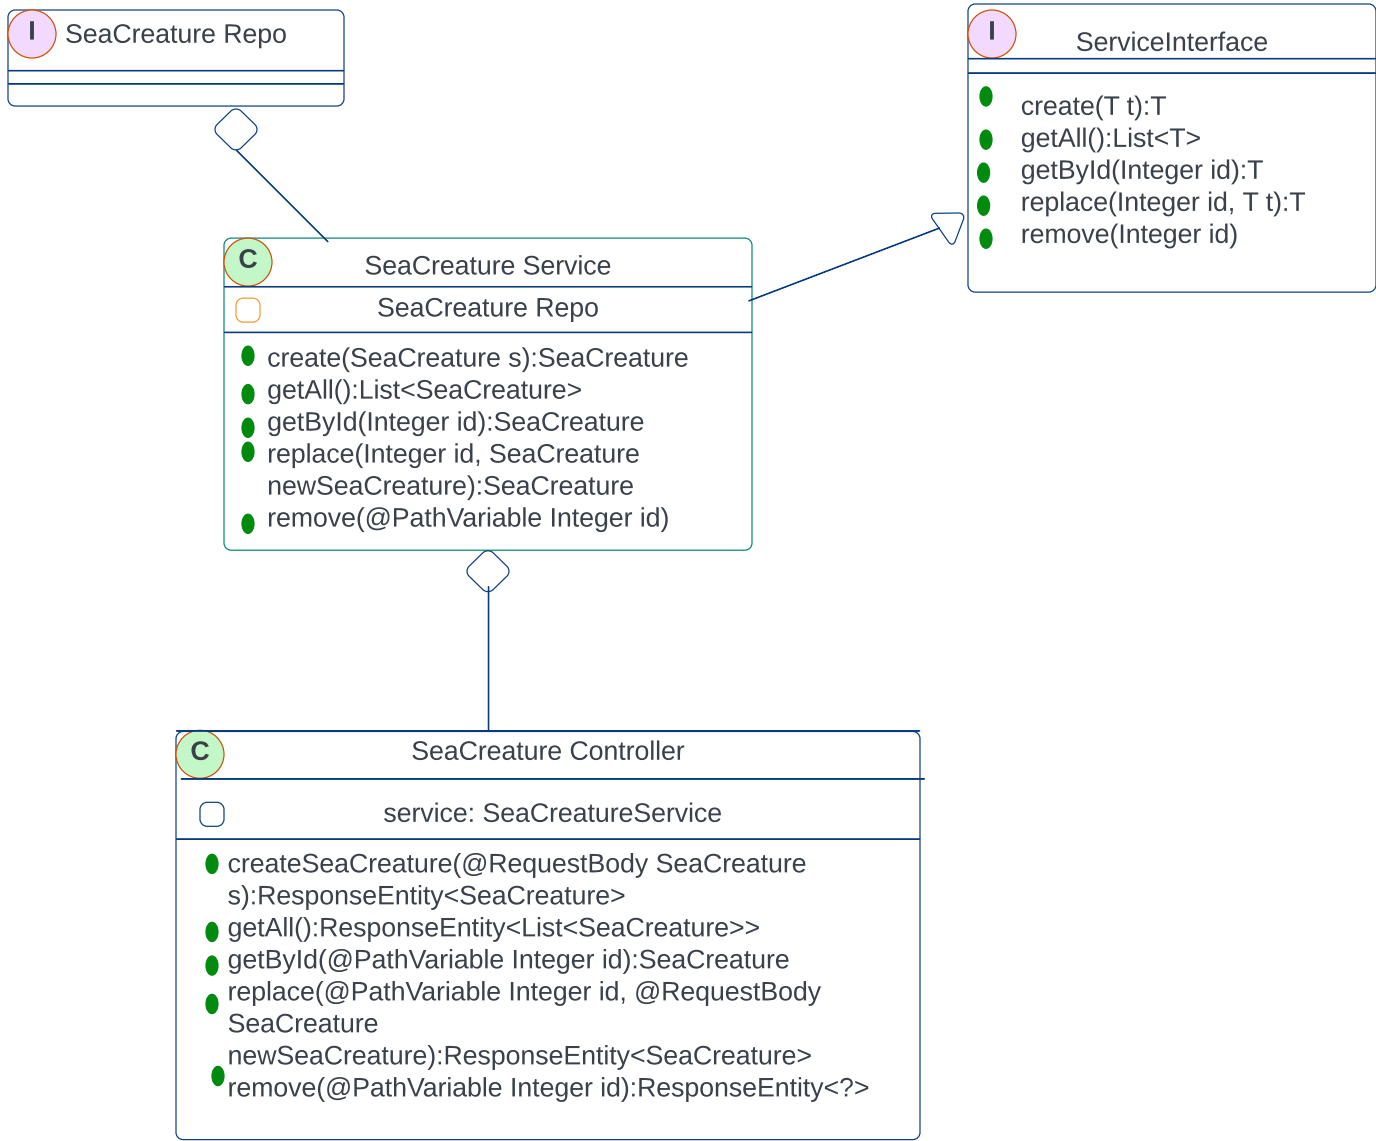 I
SeaCreature Repo
I
ServiceInterface
create(T t):T
getAll():List<T>
getById(Integer id):T
replace(Integer id, T t):T
remove(Integer id)
C
SeaCreature Service
SeaCreature Repo
create(SeaCreature s):SeaCreature
getAll():List<SeaCreature>
getById(Integer id):SeaCreature
replace(Integer id, SeaCreature
newSeaCreature):SeaCreature
remove(@PathVariable Integer id)
C
SeaCreature Controller
service: SeaCreatureService
createSeaCreature(@RequestBody SeaCreature
s):ResponseEntity<SeaCreature>
getAll():ResponseEntity<List<SeaCreature>>
getById(@PathVariable Integer id):SeaCreature
replace(@PathVariable Integer id, @RequestBody
SeaCreature
newSeaCreature):ResponseEntity<SeaCreature>
remove(@PathVariable Integer id):ResponseEntity<?>